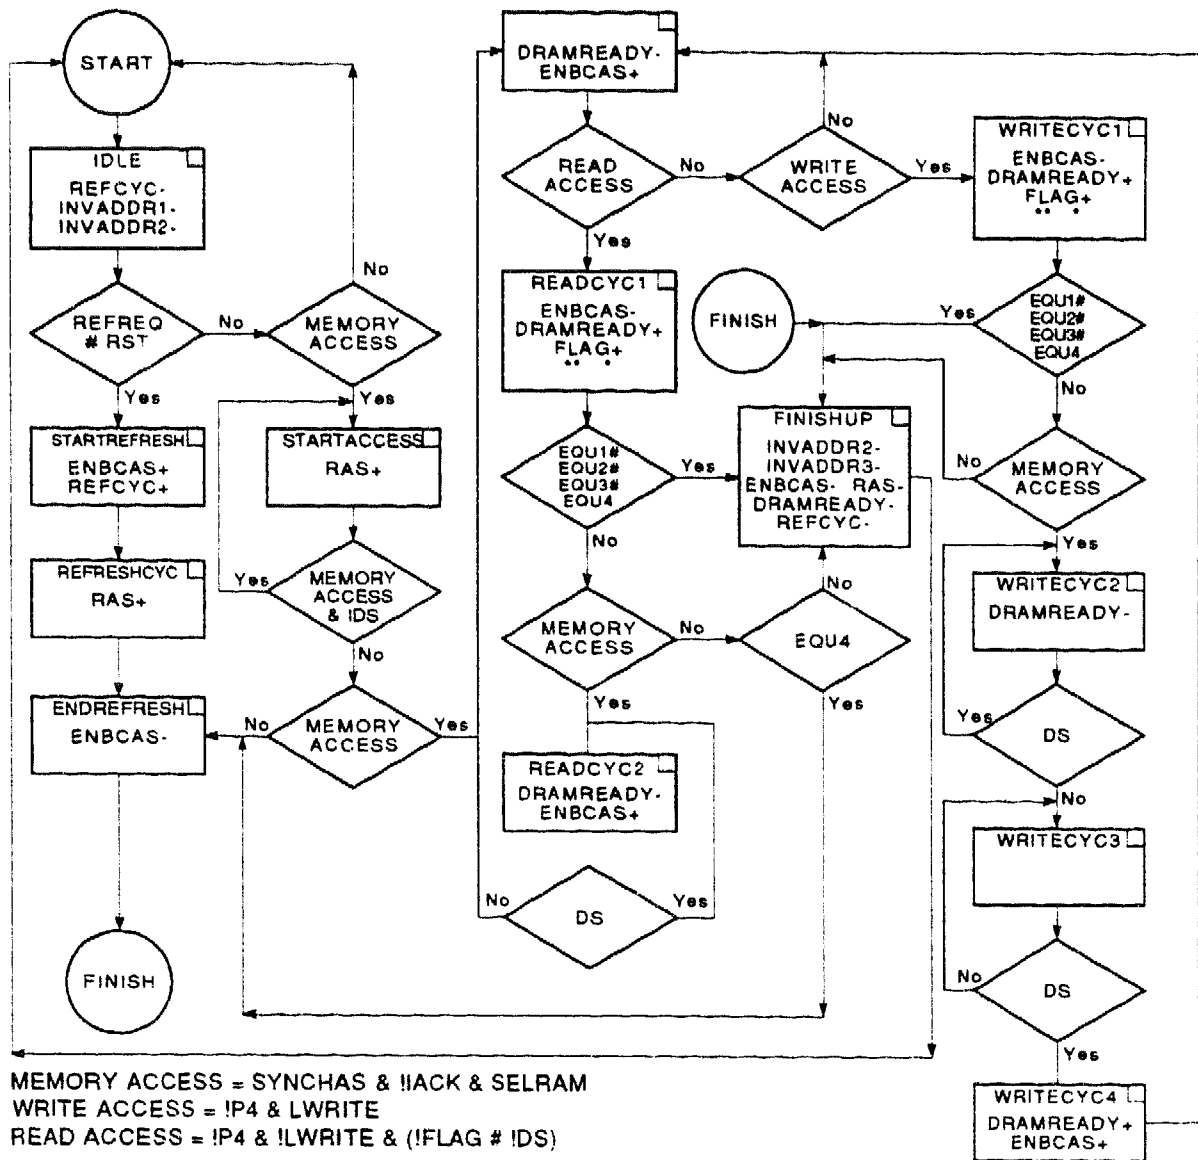 START
IDLE
REFCYC-
INVADDR1-
INVADDR2-
REFREQ
# RST
No
Yes
MEMORY
ACCESS
No
Yes
STARTREFRESH
ENBCAS+
REFCYC+
STARTACCESS
RAS+
REFRESHCYC
RAS+
MEMORY
ACCESS
& !DS
Yes
No
ENDREFRESH
ENBCAS-
No
MEMORY
ACCESS
Yes
FINISH
DRAMREADY-
ENBCAS+
READ
ACCESS
No
Yes
WRITE
ACCESS
No
Yes
READCYC1
ENBCAS-
DRAMREADY+
FLAG+
EQU1#
EQU2#
EQU3#
EQU4
Yes
No
MEMORY
ACCESS
No
Yes
EQU4
No
Yes
READCYC2
DRAMREADY-
ENBCAS+
No
DS
Yes
FINISH
FINISHUP
INVADDR2-
INVADDR3-
ENBCAS- RAS-
DRAMREADY-
REFCYC-
WRITECYC1
ENBCAS-
DRAMREADY+
FLAG+
Yes
EQU1#
EQU2#
EQU3#
EQU4
No
No
MEMORY
ACCESS
Yes
WRITECYC2
DRAMREADY-
Yes
DS
No
WRITECYC3
No
DS
Yes
WRITECYC4
DRAMREADY+
ENBCAS+
MEMORY ACCESS = SYNCHAS & !IACK & SELRAM
WRITE ACCESS = !P4 & LWRITE
READ ACCESS = !P4 & !LWRITE & (!FLAG # !DS)